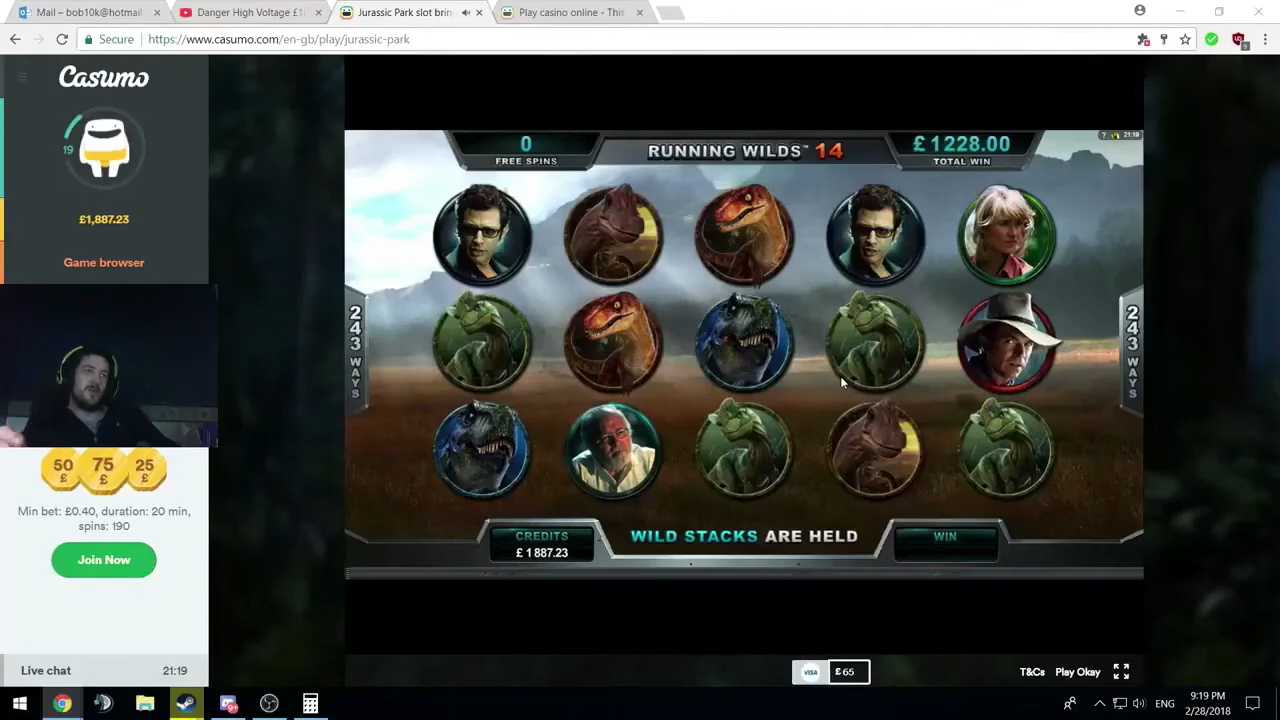 Mail – bob10k@hotmail
Danger High Voltage £1
Jurassic Park slot brin
Play casino online - This
Secure
https://www.casumo.com/en-gb/play/jurassic-park
Casumo
19
£1,887.23
Game browser
50 £
75 £
25 £
Min bet: £0.40, duration: 20 min,
spins: 190
Join Now
Live chat
21:19
0
FREE SPINS
RUNNING WILDS™ 14
£ 1228.00
TOTAL WIN
? 21:19
243 WAYS
243 WAYS
CREDITS
£ 1 887.23
WILD STACKS ARE HELD
WIN
VISA
£ 65
T&Cs
Play Okay
ENG
9:19 PM
2/28/2018